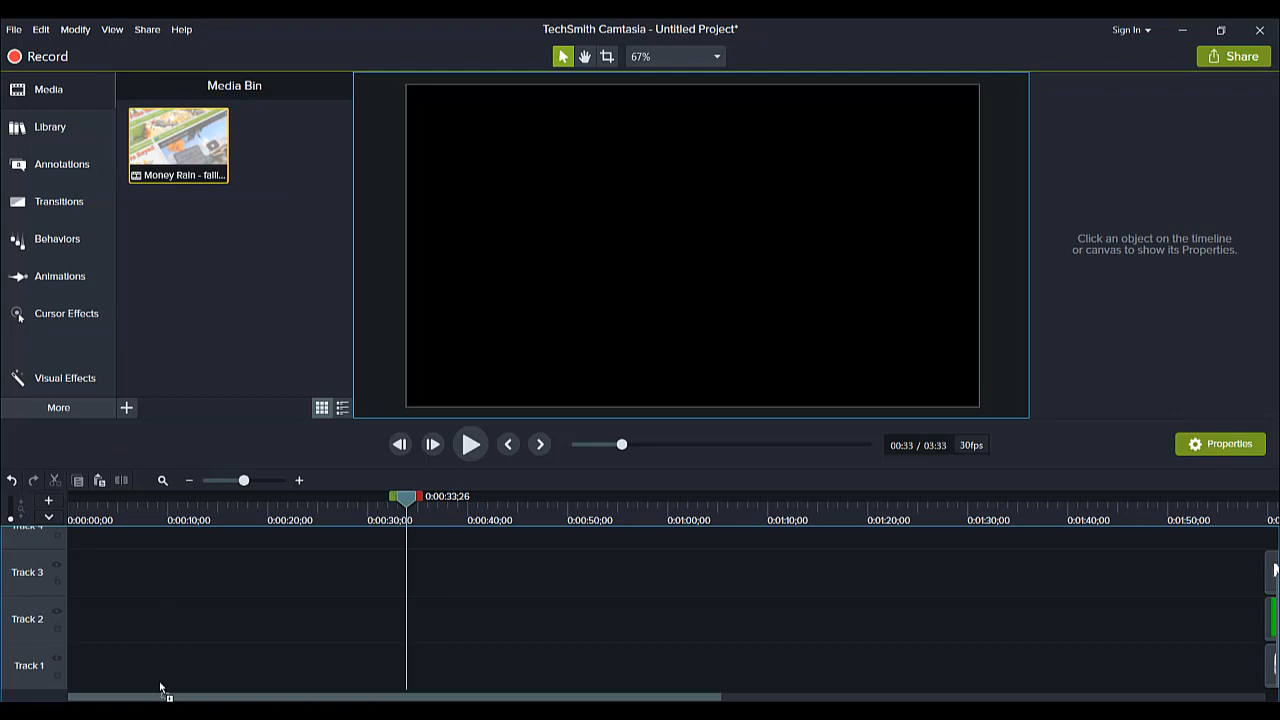 File Edit Modify View Share Help
TechSmith Camtasia - Untitled Project*
Sign In
Record
67%
Share
Media
Media Bin
Library
Money Rain - falli...
Annotations
Transitions
Behaviors
Animations
Cursor Effects
Visual Effects
More
Click an object on the timeline
or canvas to show its Properties.
00:33 / 03:33 30fps
Properties
0:00:33;26
0:00:00;00 0:00:10;00 0:00:20;00 0:00:30;00 0:00:40;00 0:00:50;00 0:01:00;00 0:01:10;00 0:01:20;00 0:01:30;00 0:01:40;00 0:01:50;00
Track 4
Track 3
Track 2
Track 1